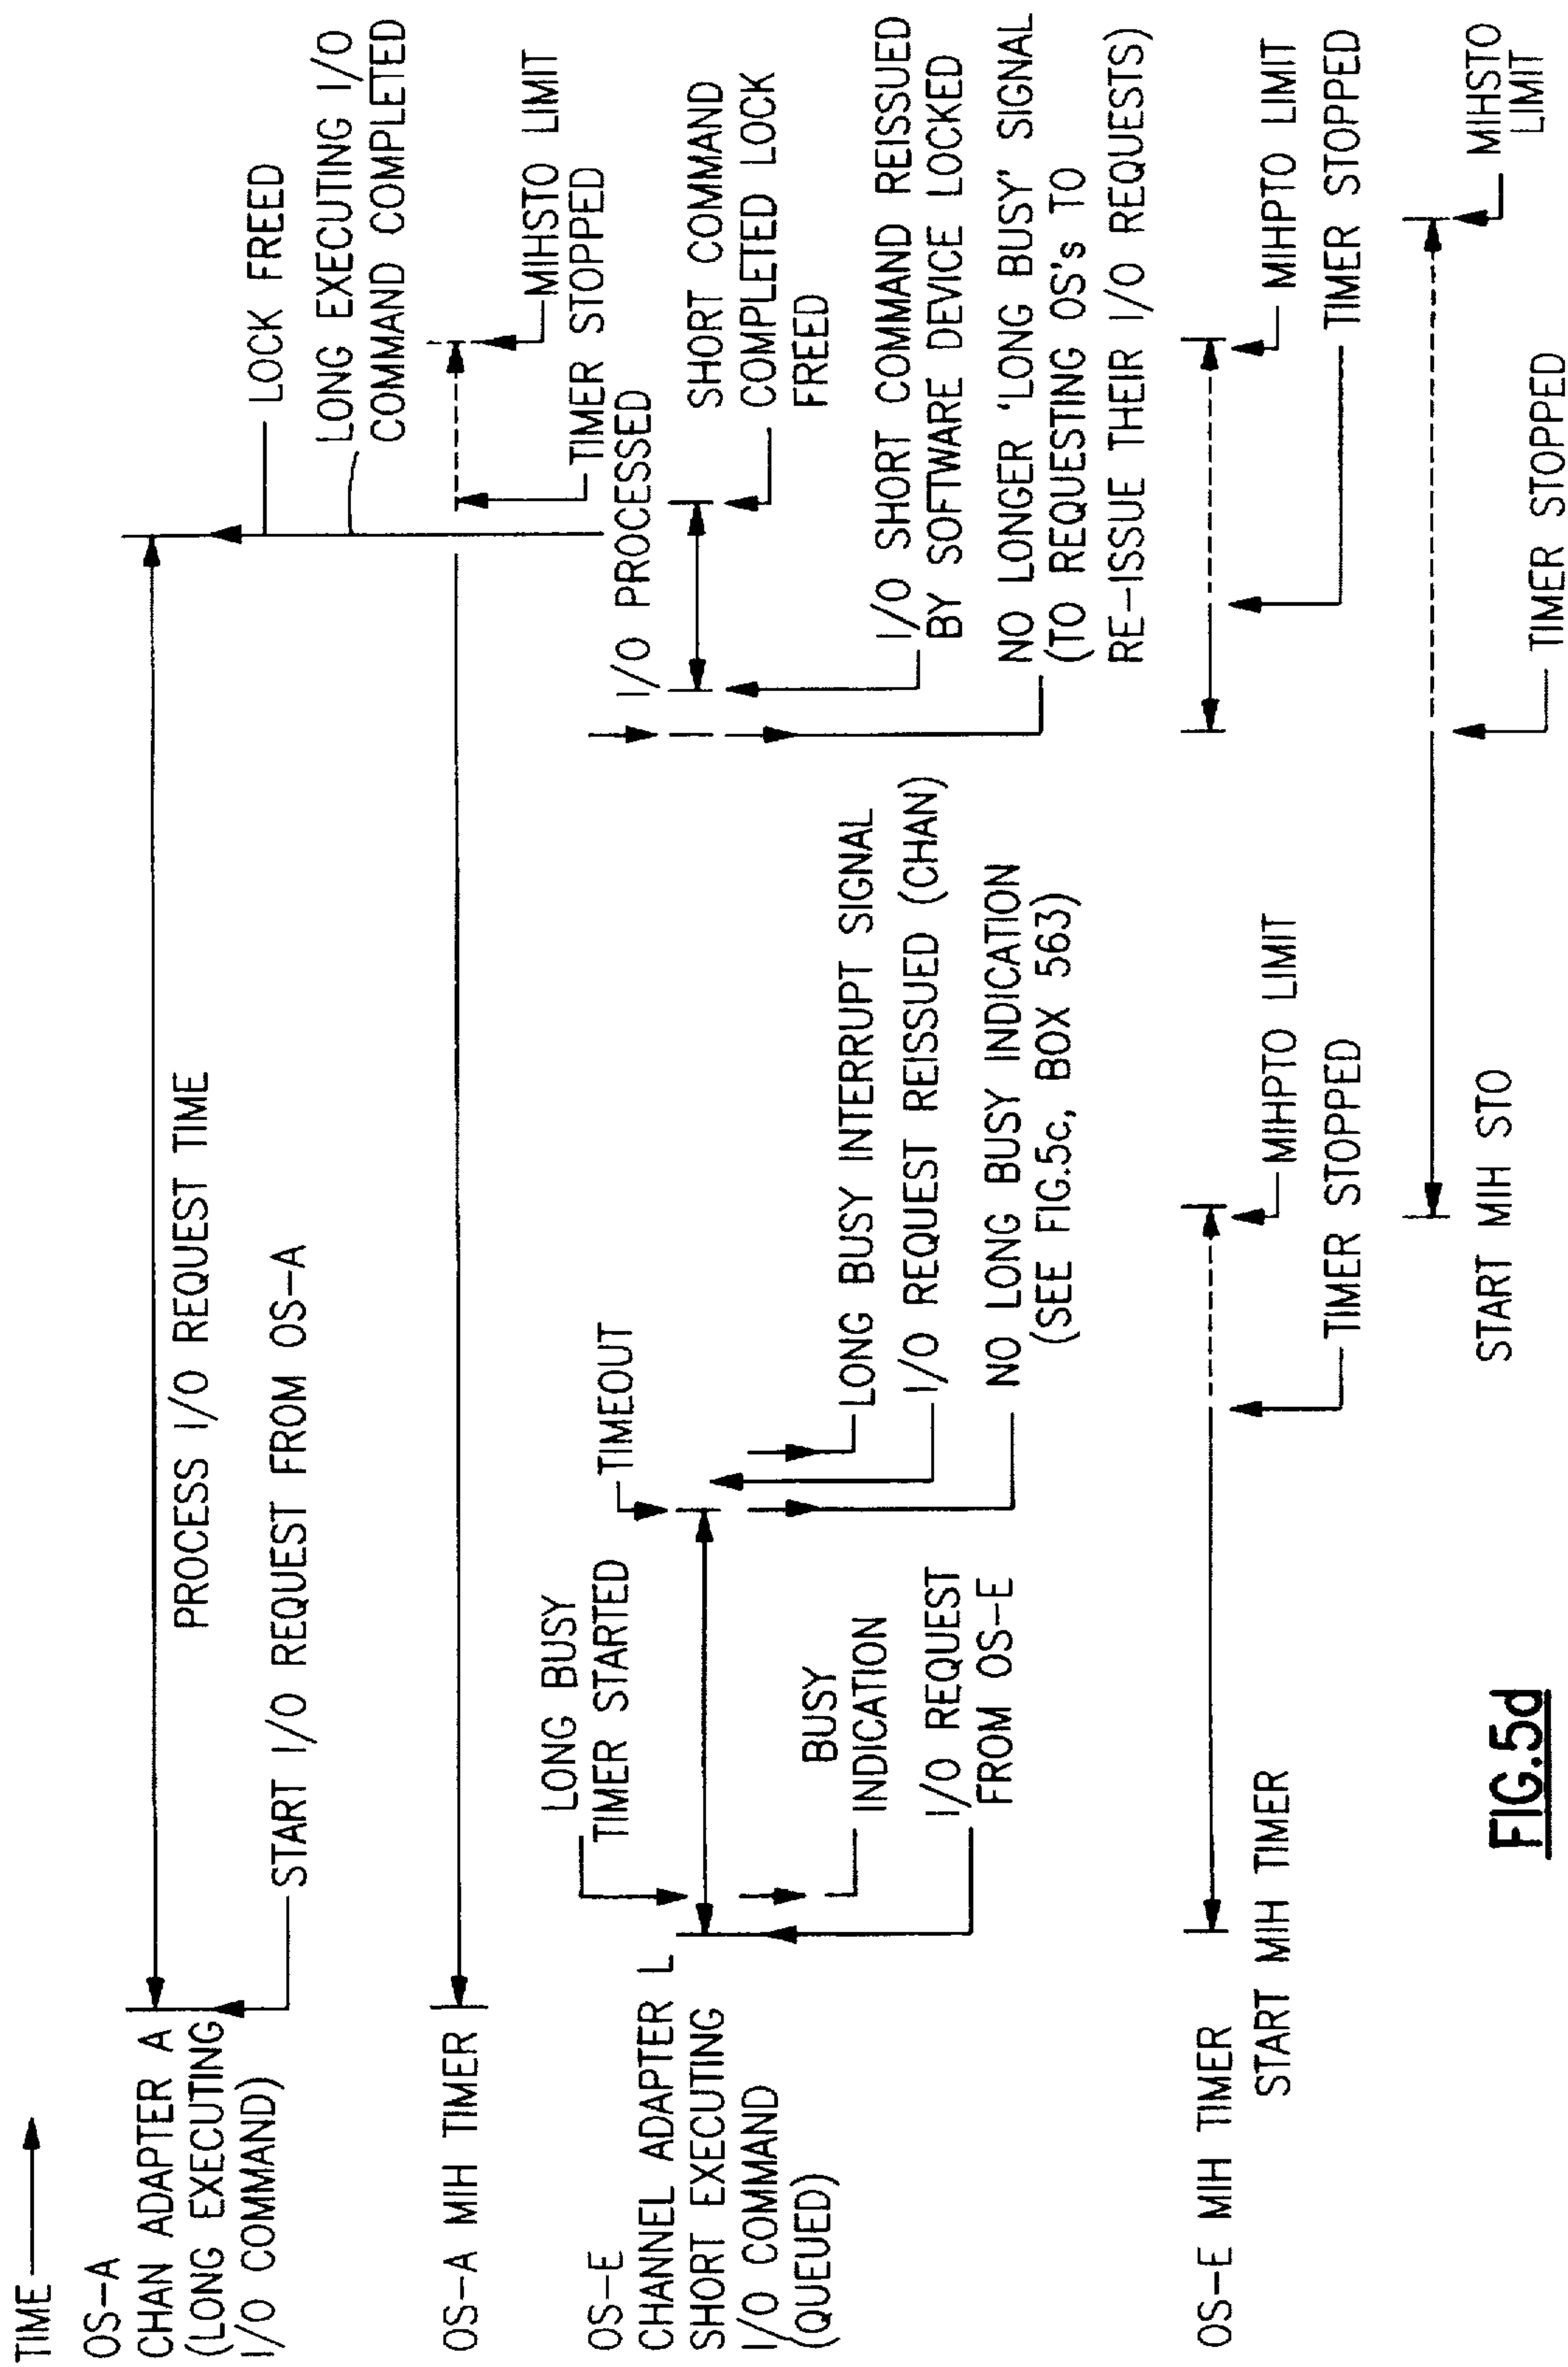 TIME
OS-A
CHAN ADAPTER A
(LONG EXECUTING
I/O COMMAND)
PROCESS I/O REQUEST TIME
START I/O REQUEST FROM OS-A
LOCK FREED
LONG EXECUTING I/O
COMMAND COMPLETED
OS-A MIH TIMER
MIHSTO LIMIT
TIMER STOPPED
OS-E
CHANNEL ADAPTER L
SHORT EXECUTING
I/O COMMAND
(QUEUED)
LONG BUSY
TIMER STARTED
TIMEOUT
BUSY
INDICATION
I/O REQUEST
FROM OS-E
LONG BUSY INTERRUPT SIGNAL
I/O REQUEST REISSUED (CHAN)
NO LONG BUSY INDICATION
(SEE FIG.5c, BOX 563)
I/O PROCESSED
SHORT COMMAND
COMPLETED LOCK
FREED
I/O SHORT COMMAND REISSUED
BY SOFTWARE DEVICE LOCKED
NO LONGER 'LONG BUSY' SIGNAL
(TO REQUESTING OS's TO
RE-ISSUE THEIR I/O REQUESTS)
OS-E MIH TIMER
START MIH TIMER
MIHPTO LIMIT
TIMER STOPPED
MIHPTO LIMIT
TIMER STOPPED
START MIH STO
TIMER STOPPED
MIHSTO
LIMIT
FIG.5d